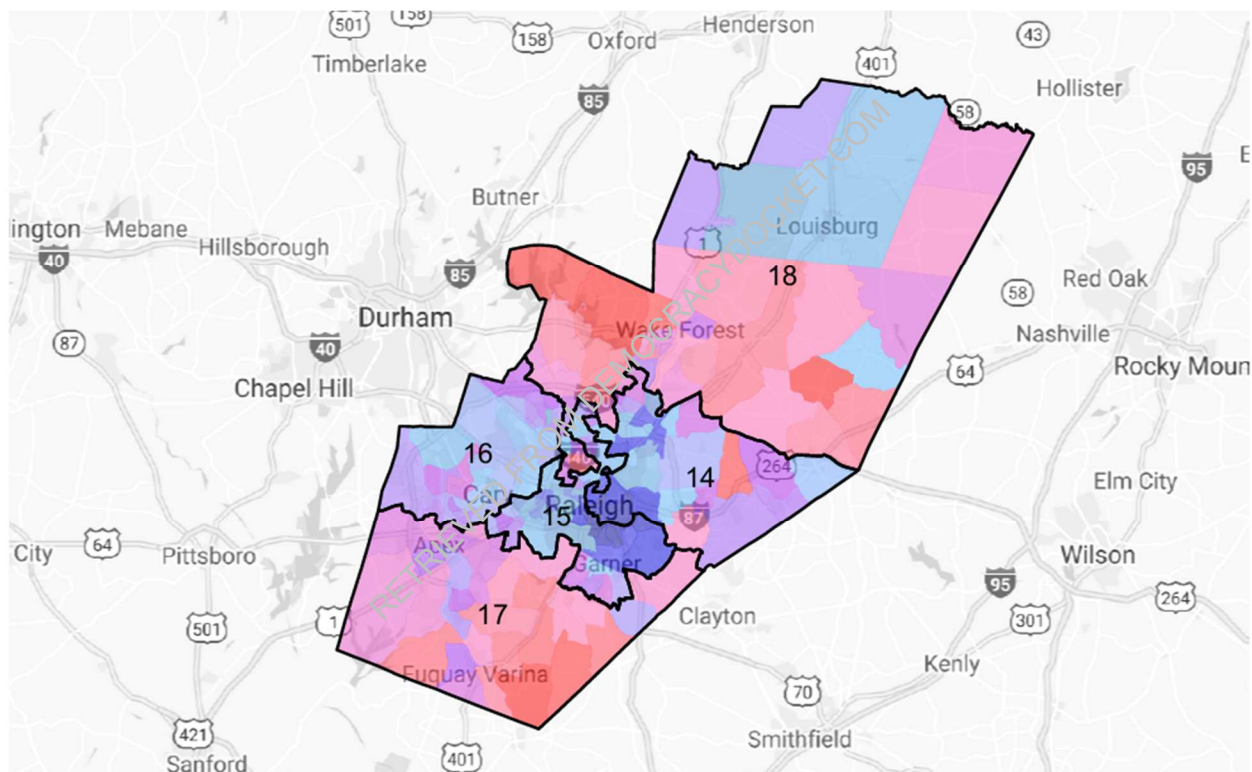 158
501
43
Henderson
158
Oxford
401
Timberlake
Hollister
85
58
95
E
Butner
ington
Mebane
Louisburg
40
Hillsborough
1
85
18
Red Oak
58
Durham
Wake Forest
Nashville
87
40
64
Rocky Moun
Chapel Hill
540
16
440
264
14
Elm City
Cary
Raleigh
15
87
64
Apex
City
Pittsboro
Wilson
Garner
95
264
17
Clayton
501
1
301
Kenly
Fuquay Varina
70
421
Smithfield
401
Sanford
RETRIEVED FROM DEMOCRACYDOCKET.COM